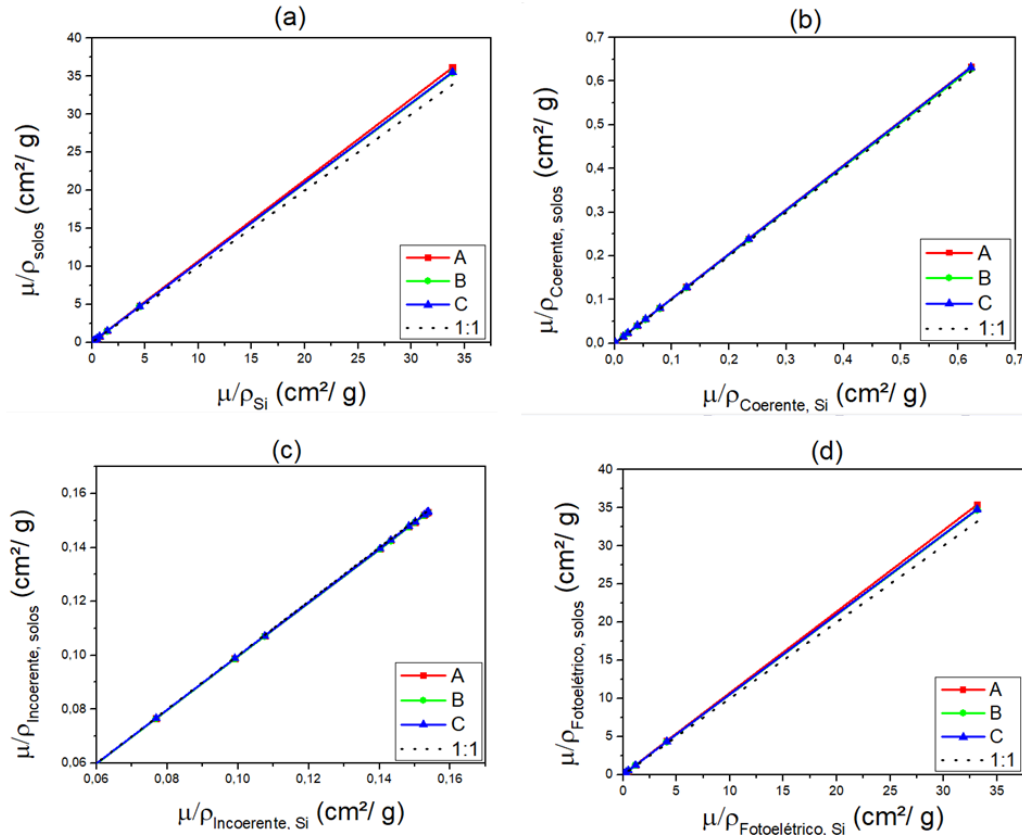 (a)
40
35
30
25
20
15
10
5
0
0 5 10 15 20 25 30 35
μ/ρsolos (cm²/ g)
μ/ρSi (cm²/ g)
A
B
C
1:1
(b)
0,7
0,6
0,5
0,4
0,3
0,2
0,1
0,0
0,0 0,1 0,2 0,3 0,4 0,5 0,6 0,7
μ/ρCoerente, solos (cm²/ g)
μ/ρCoerente, Si (cm²/ g)
A
B
C
1:1
(c)
0,16
0,14
0,12
0,10
0,08
0,06
0,06 0,08 0,10 0,12 0,14 0,16
μ/ρIncoerente, solos (cm²/ g)
μ/ρIncoerente, Si (cm²/ g)
A
B
C
1:1
(d)
40
35
30
25
20
15
10
5
0
0 5 10 15 20 25 30 35
μ/ρFotoelétrico, solos (cm²/ g)
μ/ρFotoelétrico, Si (cm²/ g)
A
B
C
1:1